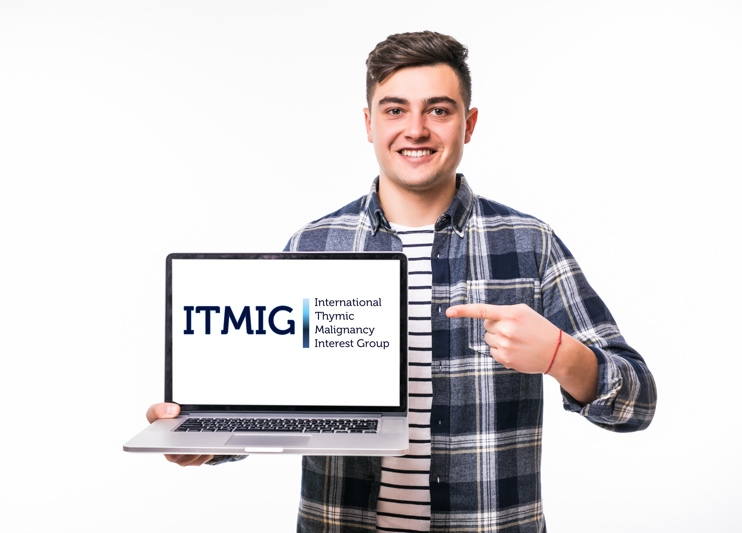 ITMIG
International
Thymic
Malignancy
Interest Group